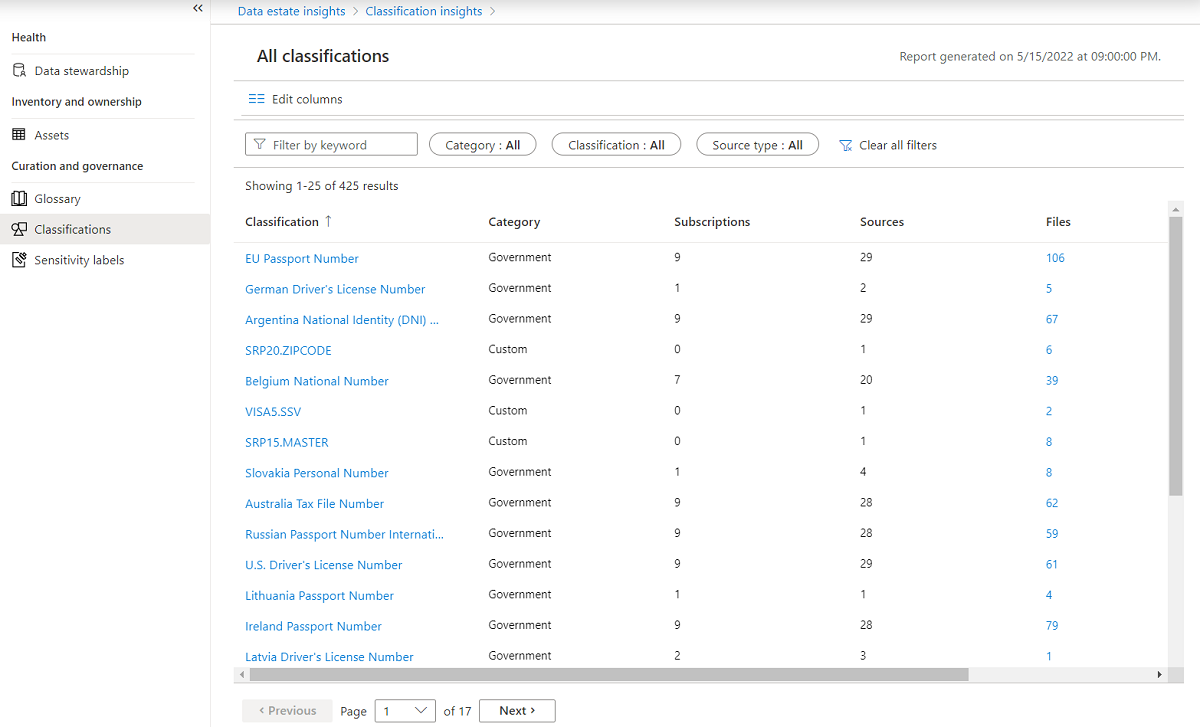 Data estate insights > Classification insights >
Health
Data stewardship
Inventory and ownership
Assets
Curation and governance
Glossary
Classifications
Sensitivity labels
All classifications
Report generated on 5/15/2022 at 09:00:00 PM.
Edit columns
Filter by keyword Category : All Classification : All Source type : All Clear all filters
Showing 1-25 of 425 results
Classification ↑ Category Subscriptions Sources Files
EU Passport Number Government 9 29 106
German Driver's License Number Government 1 2 5
Argentina National Identity (DNI) ... Government 9 29 67
SRP20.ZIPCODE Custom 0 1 6
Belgium National Number Government 7 20 39
VISA5.SSV Custom 0 1 2
SRP15.MASTER Custom 0 1 8
Slovakia Personal Number Government 1 4 8
Australia Tax File Number Government 9 28 62
Russian Passport Number Internati... Government 9 28 59
U.S. Driver's License Number Government 9 29 61
Lithuania Passport Number Government 1 1 4
Ireland Passport Number Government 9 28 79
Latvia Driver's License Number Government 2 3 1
< Previous Page 1 of 17 Next >